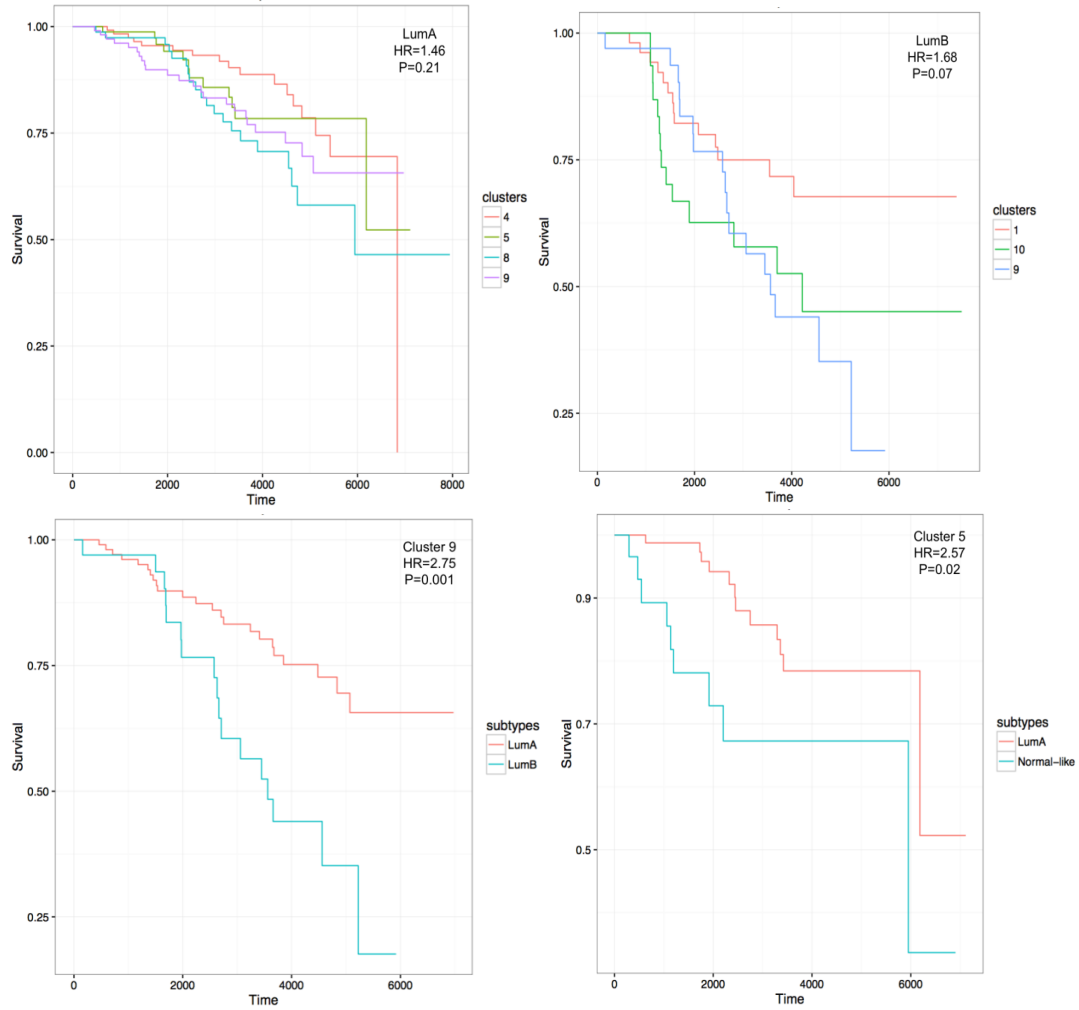 LumA
HR=1.46
P=0.21
1.00
0.75
0.50
0.25
0.00
Survival
0
2000
4000
6000
8000
Time
clusters
4
5
8
9
LumB
HR=1.68
P=0.07
1.00
0.75
0.50
0.25
Survival
0
2000
4000
6000
Time
clusters
1
10
9
Cluster 9
HR=2.75
P=0.001
1.00
0.75
0.50
0.25
Survival
0
2000
4000
6000
Time
subtypes
LumA
LumB
Cluster 5
HR=2.57
P=0.02
0.9
0.7
0.5
Survival
0
2000
4000
6000
Time
subtypes
LumA
Normal-like